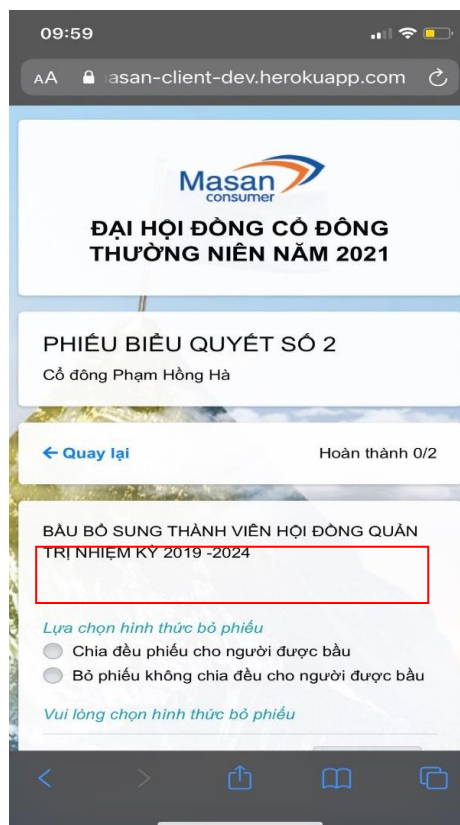 09:59
AA asan-client-dev.herokuapp.com
Masan
consumer
ĐẠI HỘI ĐỒNG CỔ ĐÔNG
THƯỜNG NIÊN NĂM 2021
PHIẾU BIỂU QUYẾT SỐ 2
Cổ đông Phạm Hồng Hà
← Quay lại
Hoàn thành 0/2
BẦU BỔ SUNG THÀNH VIÊN HỘI ĐỒNG QUẢN
TRỊ NHIỆM KỲ 2019 -2024
Lựa chọn hình thức bỏ phiếu
Chia đều phiếu cho người được bầu
Bỏ phiếu không chia đều cho người được bầu
Vui lòng chọn hình thức bỏ phiếu